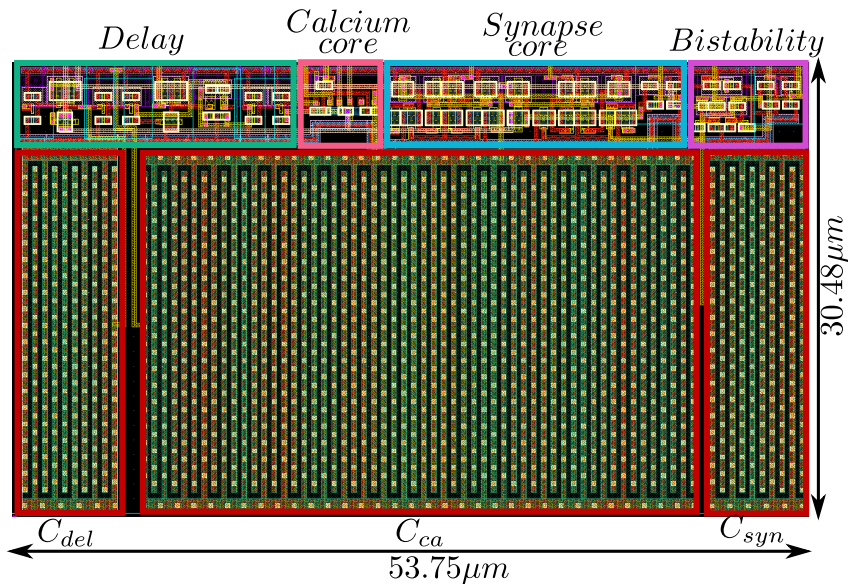 Delay
Calcium
core
Synapse
core
Bistability
30.48μm
C_del
C_ca
C_syn
53.75μm